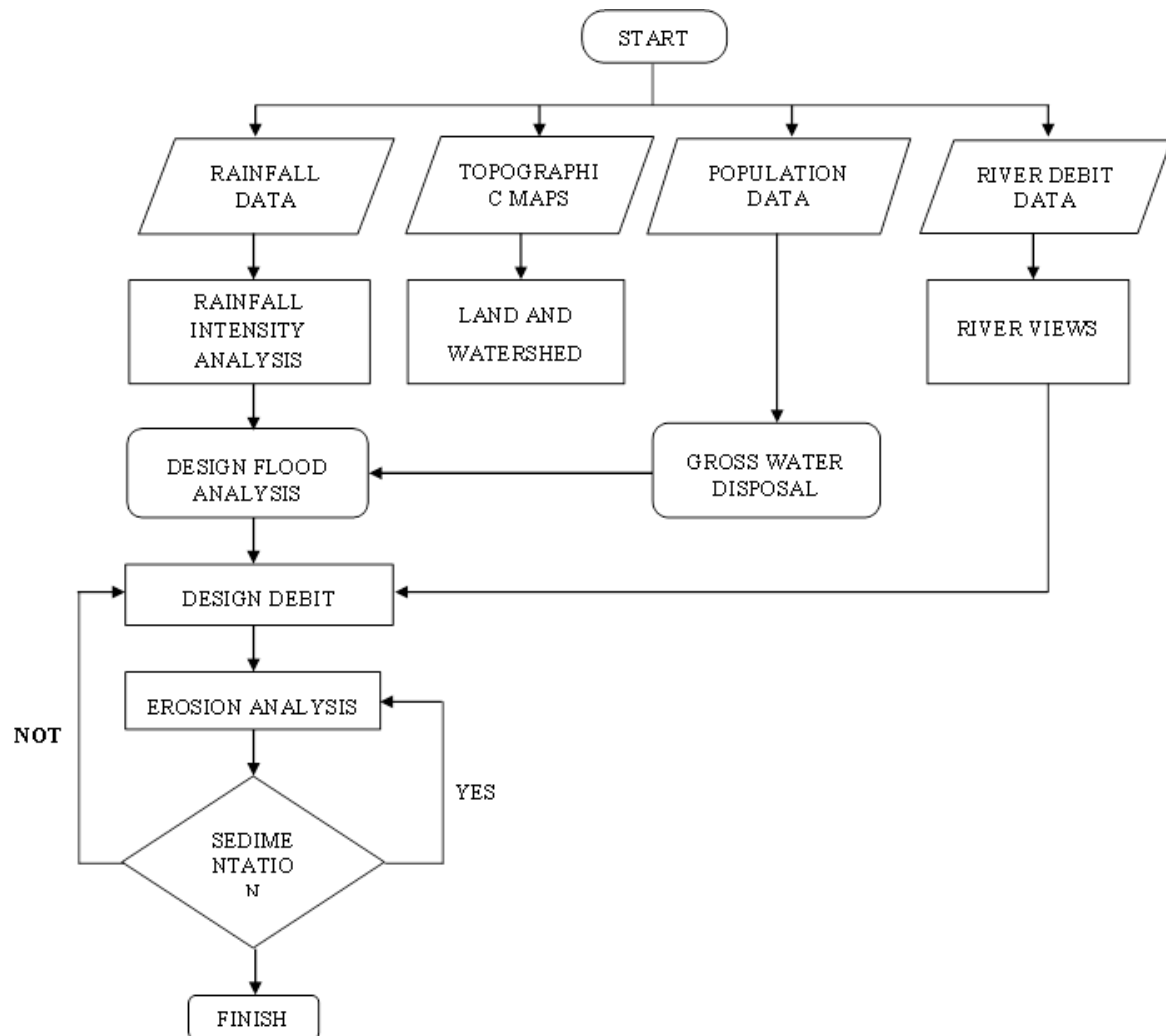 START
RAINFALL
DATA
TOPOGRAPHI
C MAPS
POPULATION
DATA
RIVER DEBIT
DATA
RAINFALL
INTENSITY
ANALYSIS
LAND AND
WATERSHED
RIVER VIEWS
DESIGN FLOOD
ANALYSIS
GROSS WATER
DISPOSAL
DESIGN DEBIT
EROSION ANALYSIS
NOT
YES
SEDIME
NTATIO
N
FINISH